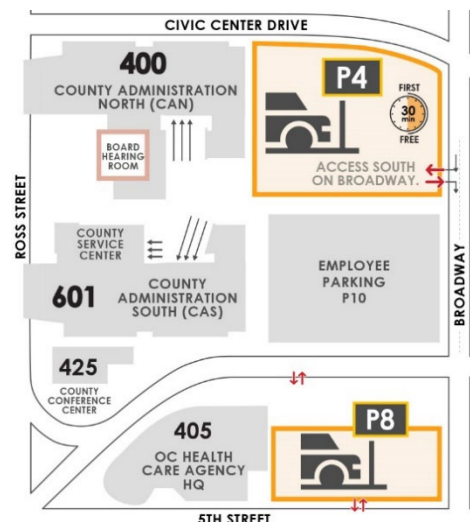 CIVIC CENTER DRIVE
400
COUNTY ADMINISTRATION
NORTH (CAN)
BOARD
HEARING
ROOM
P4
FIRST
30
min
FREE
ACCESS SOUTH
ON BROADWAY.
ROSS STREET
BROADWAY
COUNTY
SERVICE
CENTER
601
COUNTY
ADMINISTRATION
SOUTH (CAS)
EMPLOYEE
PARKING
P10
425
COUNTY
CONFERENCE
CENTER
405
OC HEALTH
CARE AGENCY
HQ
P8
5TH STREET